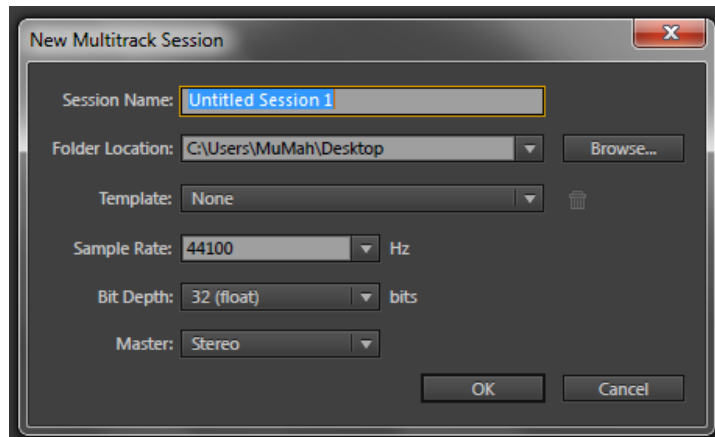 New Multitrack Session
Session Name: Untitled Session 1
Folder Location: C:\Users\MuMah\Desktop Browse...
Template: None
Sample Rate: 44100 Hz
Bit Depth: 32 (float) bits
Master: Stereo
OK Cancel